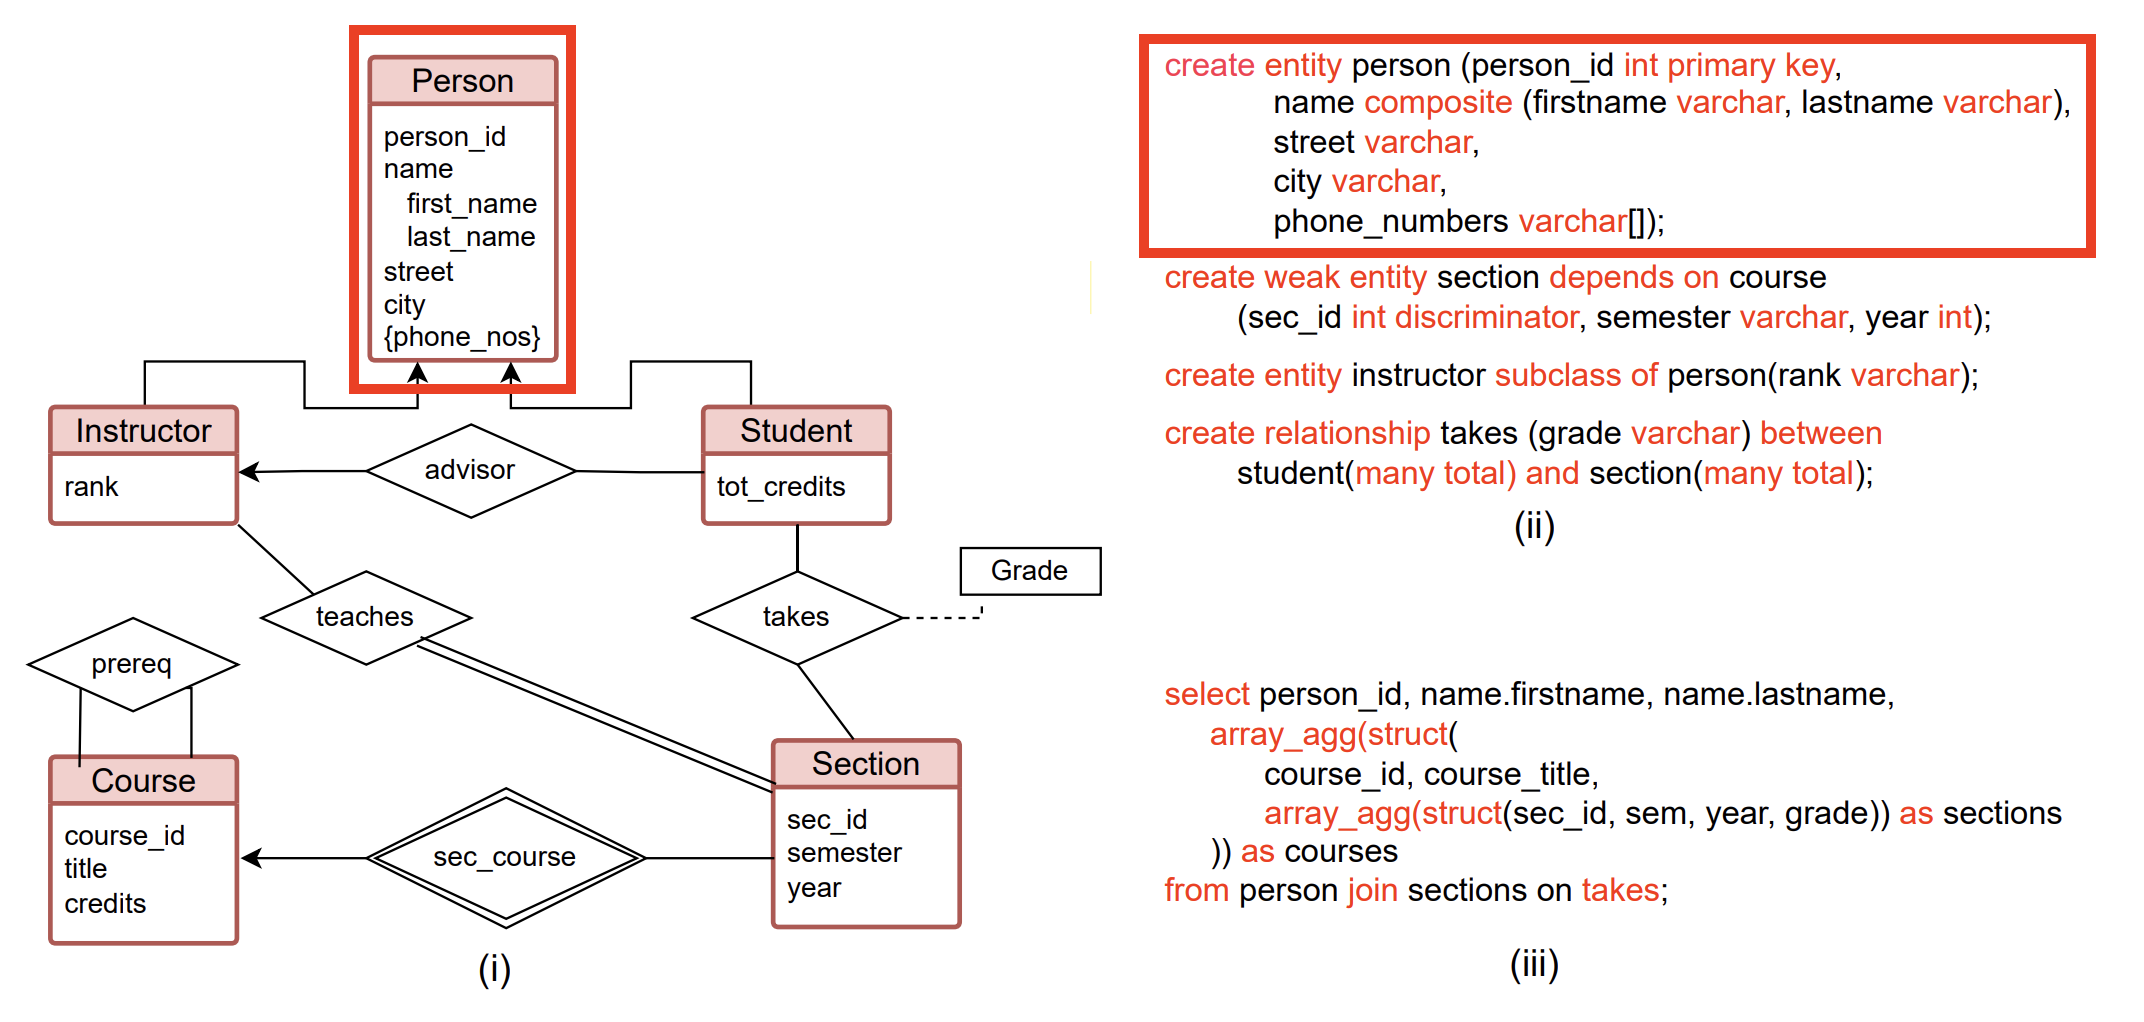 Person
person_id
name
first_name
last_name
street
city
{phone_nos}
Instructor
rank
advisor
Student
tot_credits
teaches
takes
Grade
prereq
Course
course_id
title
credits
sec_course
Section
sec_id
semester
year
(i)
create entity person (person_id int primary key,
name composite (firstname varchar, lastname varchar),
street varchar,
city varchar,
phone_numbers varchar[]);
create weak entity section depends on course
(sec_id int discriminator, semester varchar, year int);
create entity instructor subclass of person(rank varchar);
create relationship takes (grade varchar) between
student(many total) and section(many total);
(ii)
select person_id, name.firstname, name.lastname,
array_agg(struct(
course_id, course_title,
array_agg(struct(sec_id, sem, year, grade)) as sections
)) as courses
from person join sections on takes;
(iii)